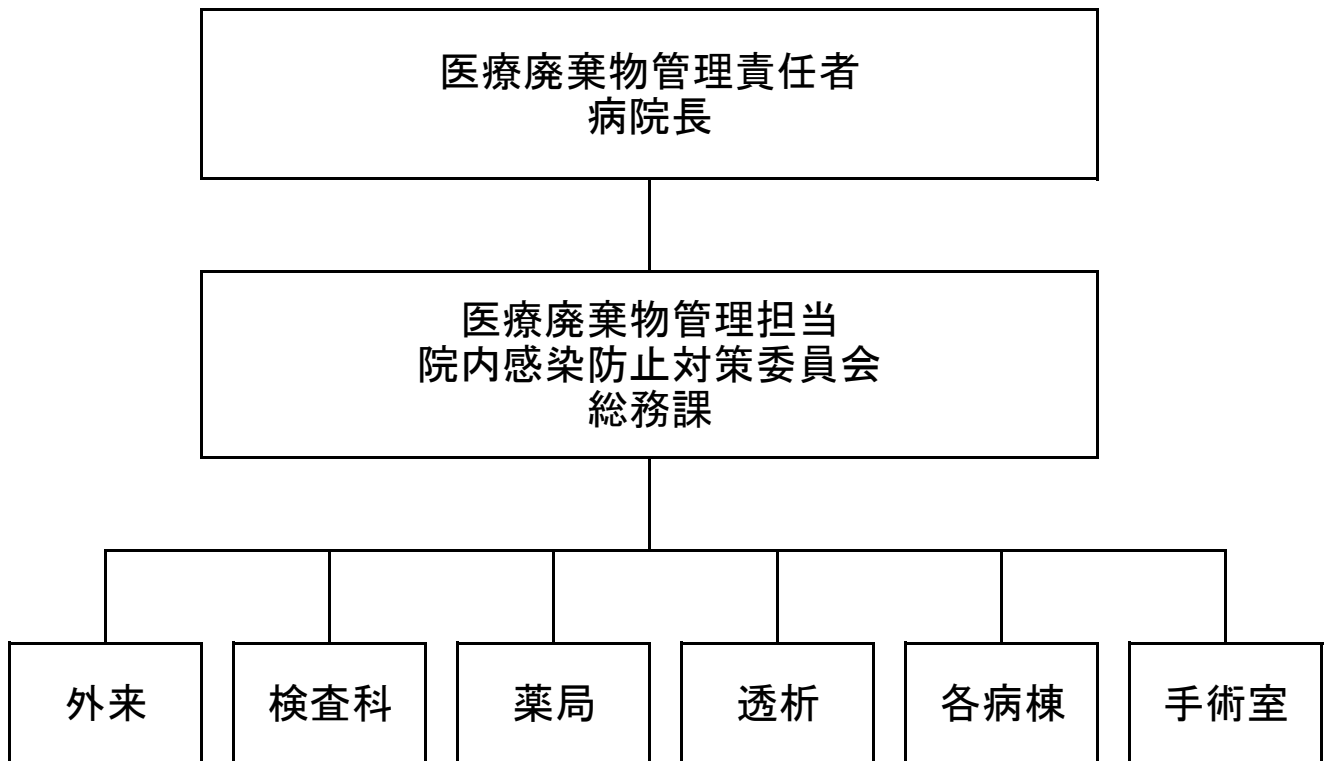 医療廃棄物管理責任者
病院長
医療廃棄物管理担当
院内感染防止対策委員会
総務課
外来
検査科
薬局
透析
各病棟
手術室